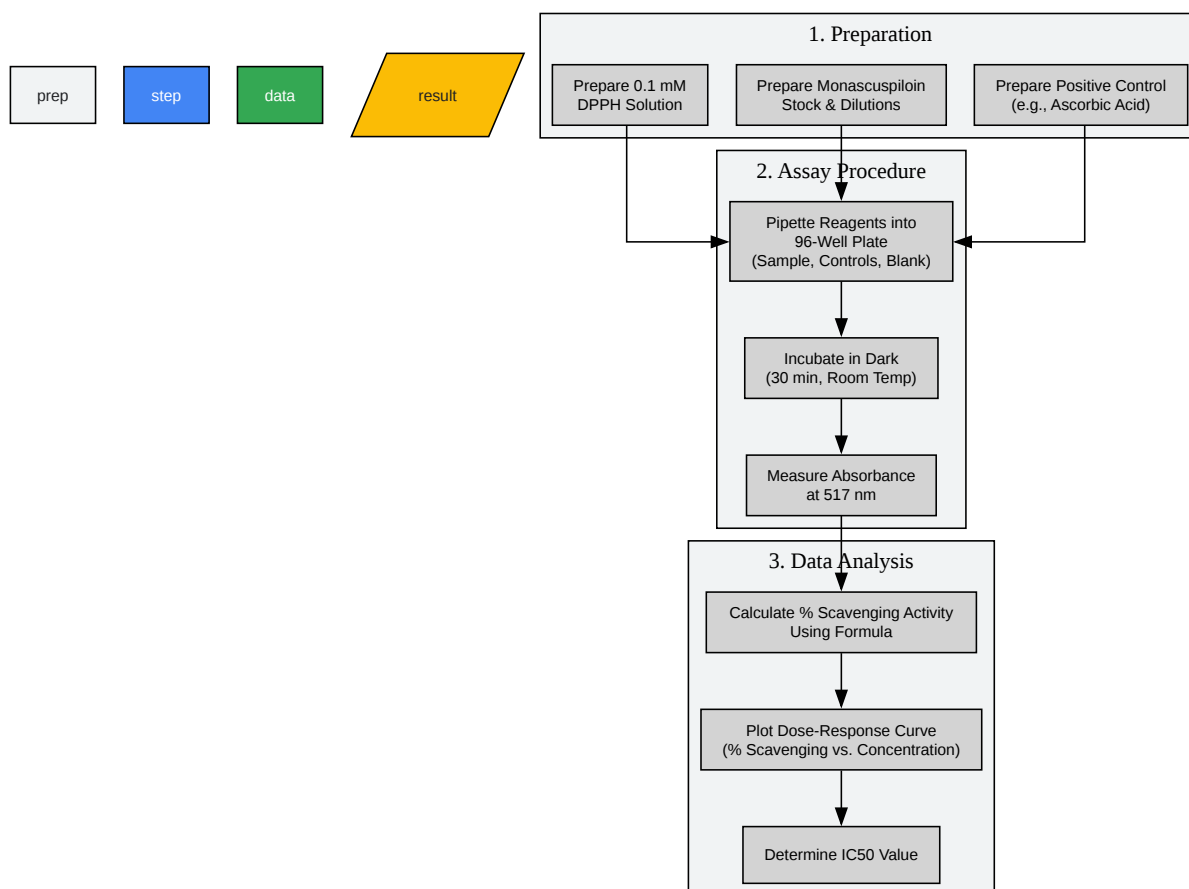 prep
step
data
result
1. Preparation
Prepare 0.1 mM
DPPH Solution
Prepare Monascuspiloin
Stock & Dilutions
Prepare Positive Control
(e.g., Ascorbic Acid)
2. Assay Procedure
Pipette Reagents into
96-Well Plate
(Sample, Controls, Blank)
Incubate in Dark
(30 min, Room Temp)
Measure Absorbance
at 517 nm
3. Data Analysis
Calculate % Scavenging Activity
Using Formula
Plot Dose-Response Curve
(% Scavenging vs. Concentration)
Determine IC50 Value